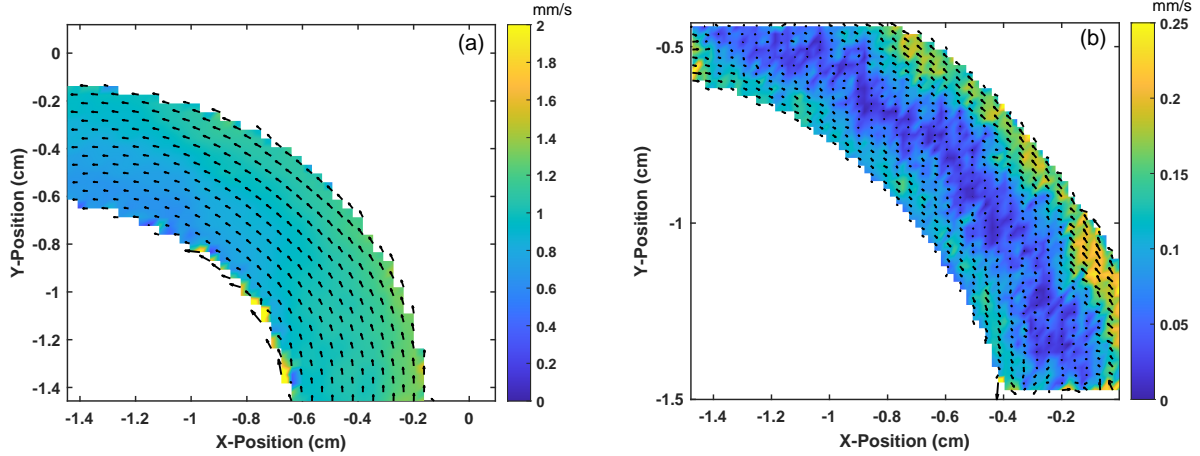 mm/s
(a)
0
-0.2
-0.4
-0.6
-0.8
-1
-1.2
-1.4
Y-Position (cm)
-1.4 -1.2 -1 -0.8 -0.6 -0.4 -0.2 0
X-Position (cm)
2
1.8
1.6
1.4
1.2
1
0.8
0.6
0.4
0.2
0
mm/s
(b)
-0.5
-1
-1.5
Y-Position (cm)
-1.4 -1.2 -1 -0.8 -0.6 -0.4 -0.2
X-Position (cm)
0.25
0.2
0.15
0.1
0.05
0